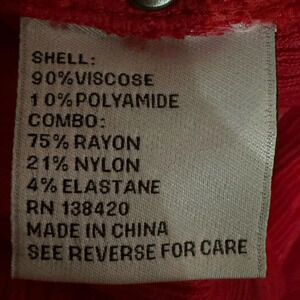 SHELL:
90%VISCOSE
10%POLYAMIDE
COMBO:
75% RAYON
21% NYLON
4% ELASTANE
RN 138420
MADE IN CHINA
SEE REVERSE FOR CARE